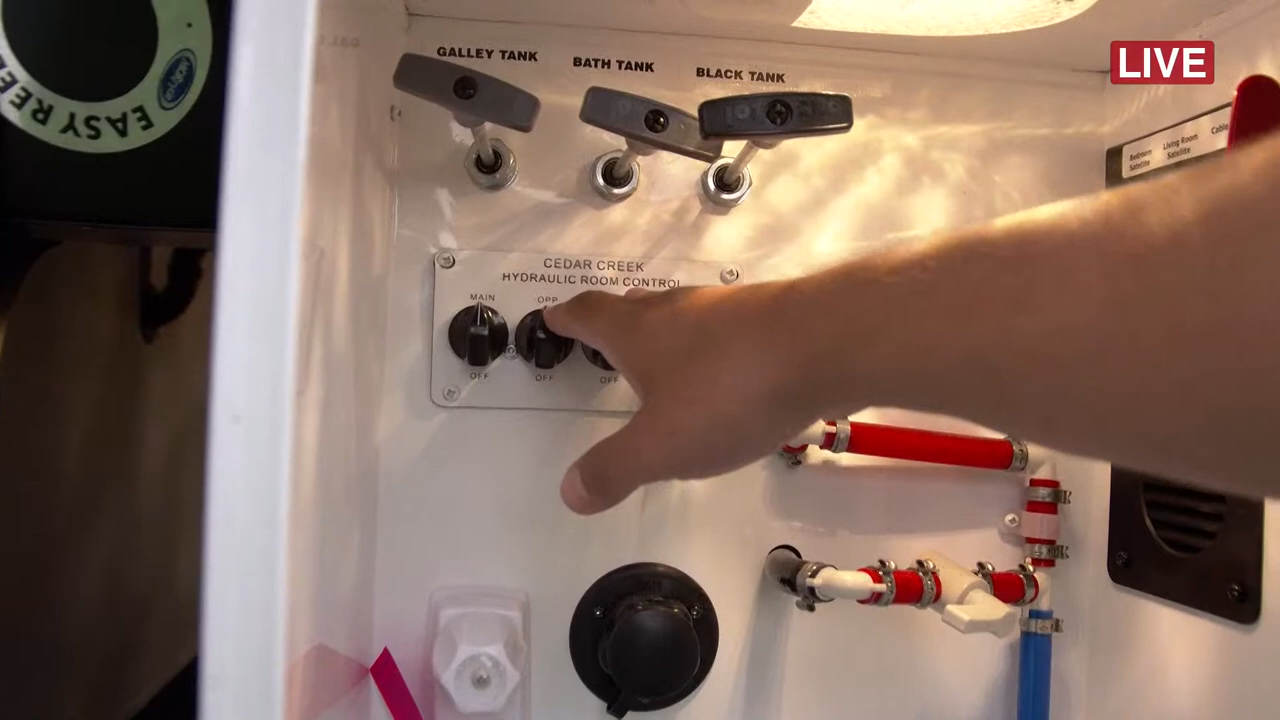 GALLEY TANK
BATH TANK
BLACK TANK
LIVE
EASY REE
Bedroom Satellite
Living Room Satellite
Cable
CEDAR CREEK
HYDRAULIC ROOM CONTROL
MAIN
OPP
OFF
OFF
OFF